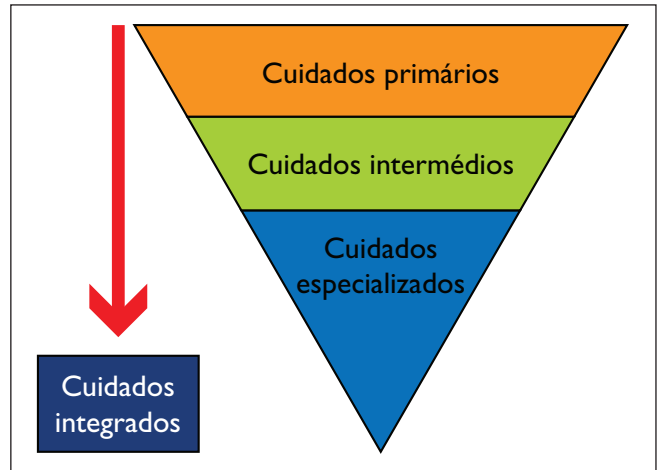 Cuidados primários
Cuidados intermédios
Cuidados
especializados
Cuidados
integrados